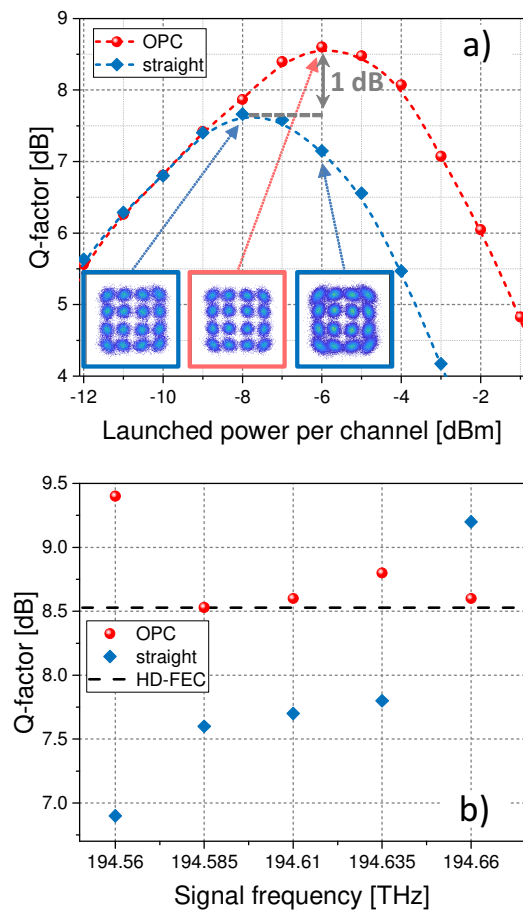 a)
OPC
straight
1 dB
9
8
7
6
5
4
Q-factor [dB]
-12 -10 -8 -6 -4 -2
Launched power per channel [dBm]
9.5
9.0
8.5
8.0
7.5
7.0
Q-factor [dB]
OPC
straight
HD-FEC
b)
194.56 194.585 194.61 194.635 194.66
Signal frequency [THz]